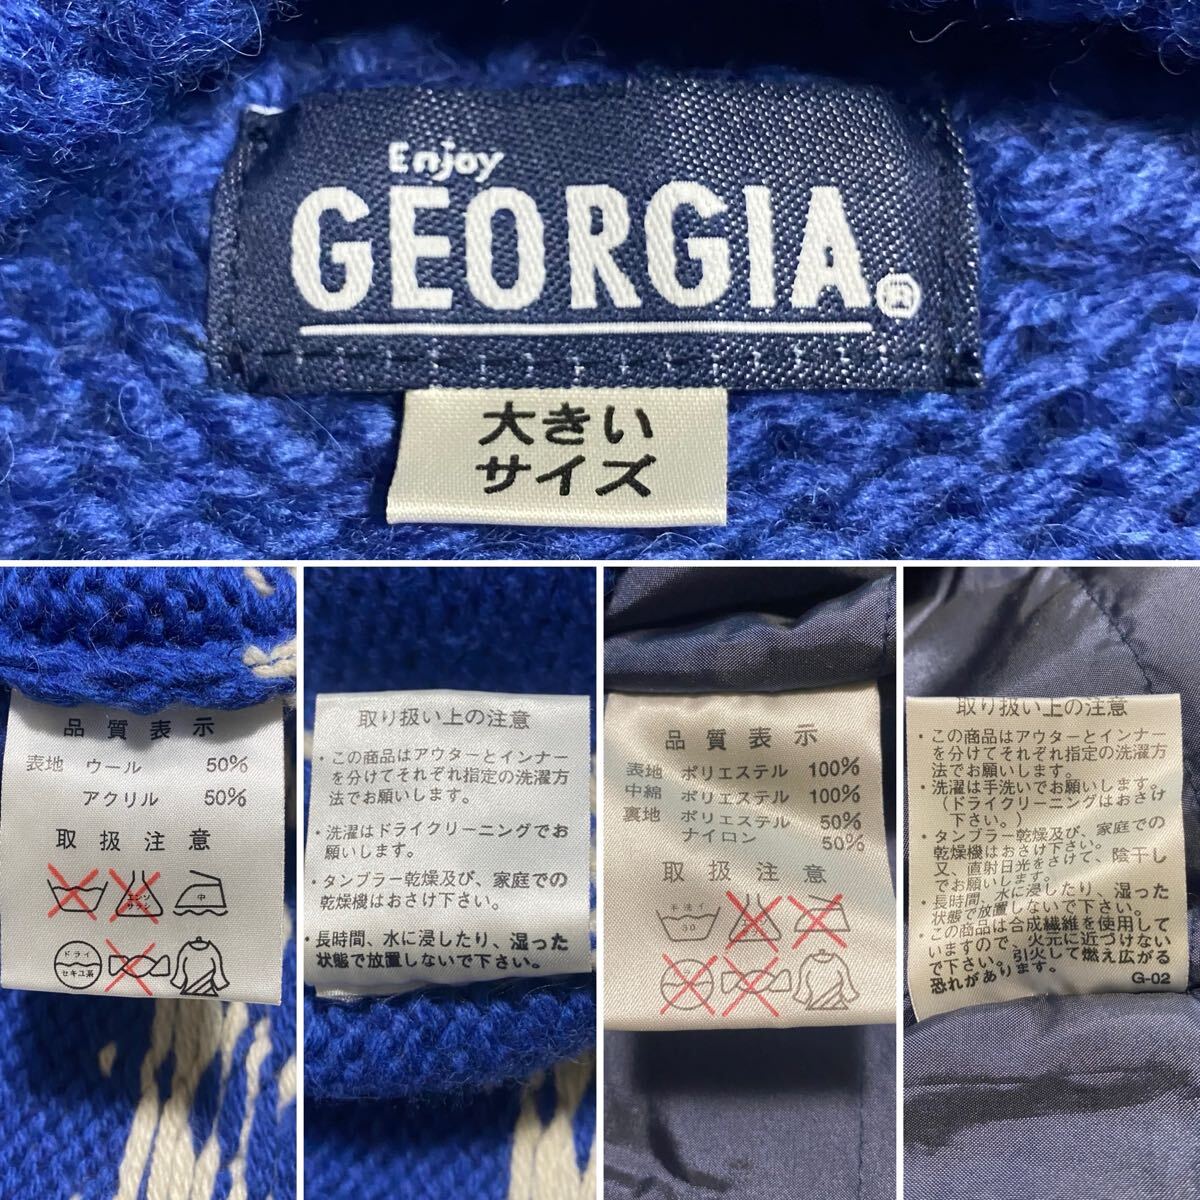 Enjoy
GEORGIA®
大きい
サイズ
品質表示
表地 ウール 50%
アクリル 50%
取扱注意
エンソ
サラシ
中
ドライ
セキユ系
取り扱い上の注意
・この商品はアウターとインナー
を分けてそれぞれ指定の洗濯方
法でお願いします。
・洗濯はドライクリーニングでお
願いします。
・タンブラー乾燥及び、家庭での
乾燥機はおさけ下さい。
・長時間、水に浸したり、湿った
状態で放置しないで下さい。
品質表示
表地 ポリエステル 100%
中綿 ポリエステル 100%
裏地 ポリエステル 50%
ナイロン 50%
取扱注意
手洗イ
30
取り扱い上の注意
・この商品はアウターとインナー
を分けてそれぞれ指定の洗濯方
法でお願いします。
・洗濯は手洗いでお願いします。
（ドライクリーニングはおさけ
下さい。）
・タンブラー乾燥及び、家庭での
乾燥機はおさけ下さい。
又、直射日光をさけて、陰干し
でお願いします。
・長時間、水に浸したり、湿った
状態で放置しないで下さい。
・この商品は合成繊維を使用して
いますので、火元に近づけない
で下さい。引火して燃え広がる
恐れがあります。
G-02